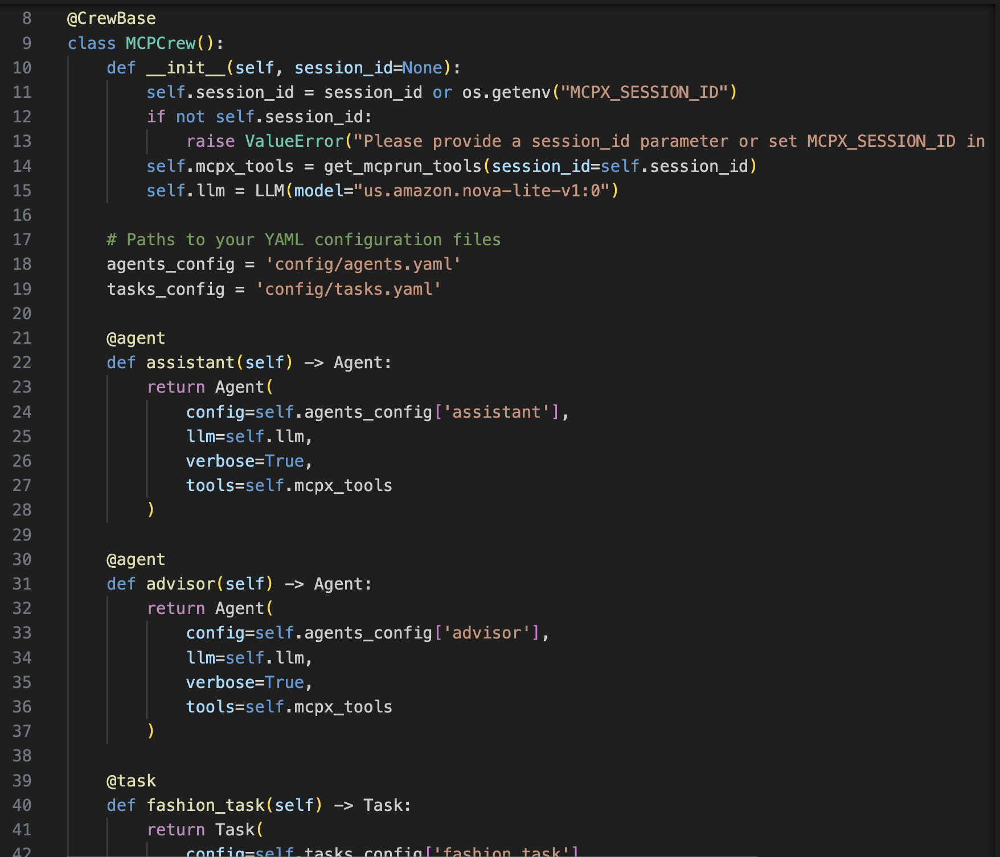 8 @CrewBase
9 class MCPCrew():
10     def __init__(self, session_id=None):
11         self.session_id = session_id or os.getenv("MCPX_SESSION_ID")
12         if not self.session_id:
13             raise ValueError("Please provide a session_id parameter or set MCPX_SESSION_ID in
14         self.mcpx_tools = get_mcprun_tools(session_id=self.session_id)
15         self.llm = LLM(model="us.amazon.nova-lite-v1:0")
16
17     # Paths to your YAML configuration files
18     agents_config = 'config/agents.yaml'
19     tasks_config = 'config/tasks.yaml'
20
21     @agent
22     def assistant(self) -> Agent:
23         return Agent(
24             config=self.agents_config['assistant'],
25             llm=self.llm,
26             verbose=True,
27             tools=self.mcpx_tools
28         )
29
30     @agent
31     def advisor(self) -> Agent:
32         return Agent(
33             config=self.agents_config['advisor'],
34             llm=self.llm,
35             verbose=True,
36             tools=self.mcpx_tools
37         )
38
39     @task
40     def fashion_task(self) -> Task:
41         return Task(
42             config=self.tasks_config['fashion_task']